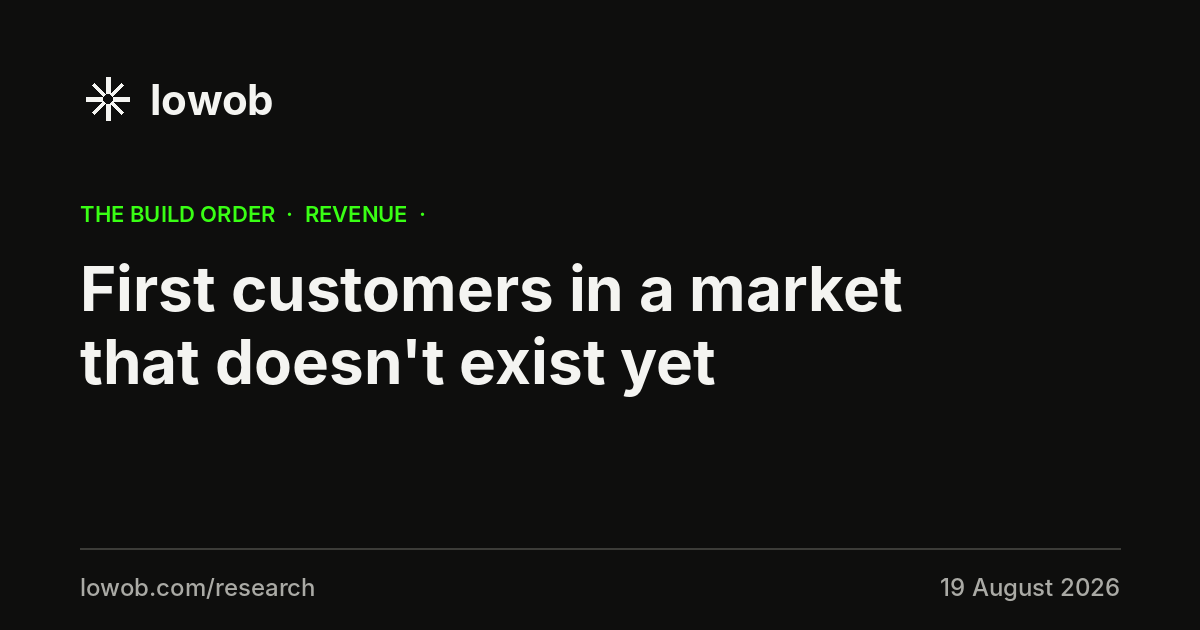 lowob
THE BUILD ORDER · REVENUE ·
First customers in a market
that doesn't exist yet
lowob.com/research
19 August 2026